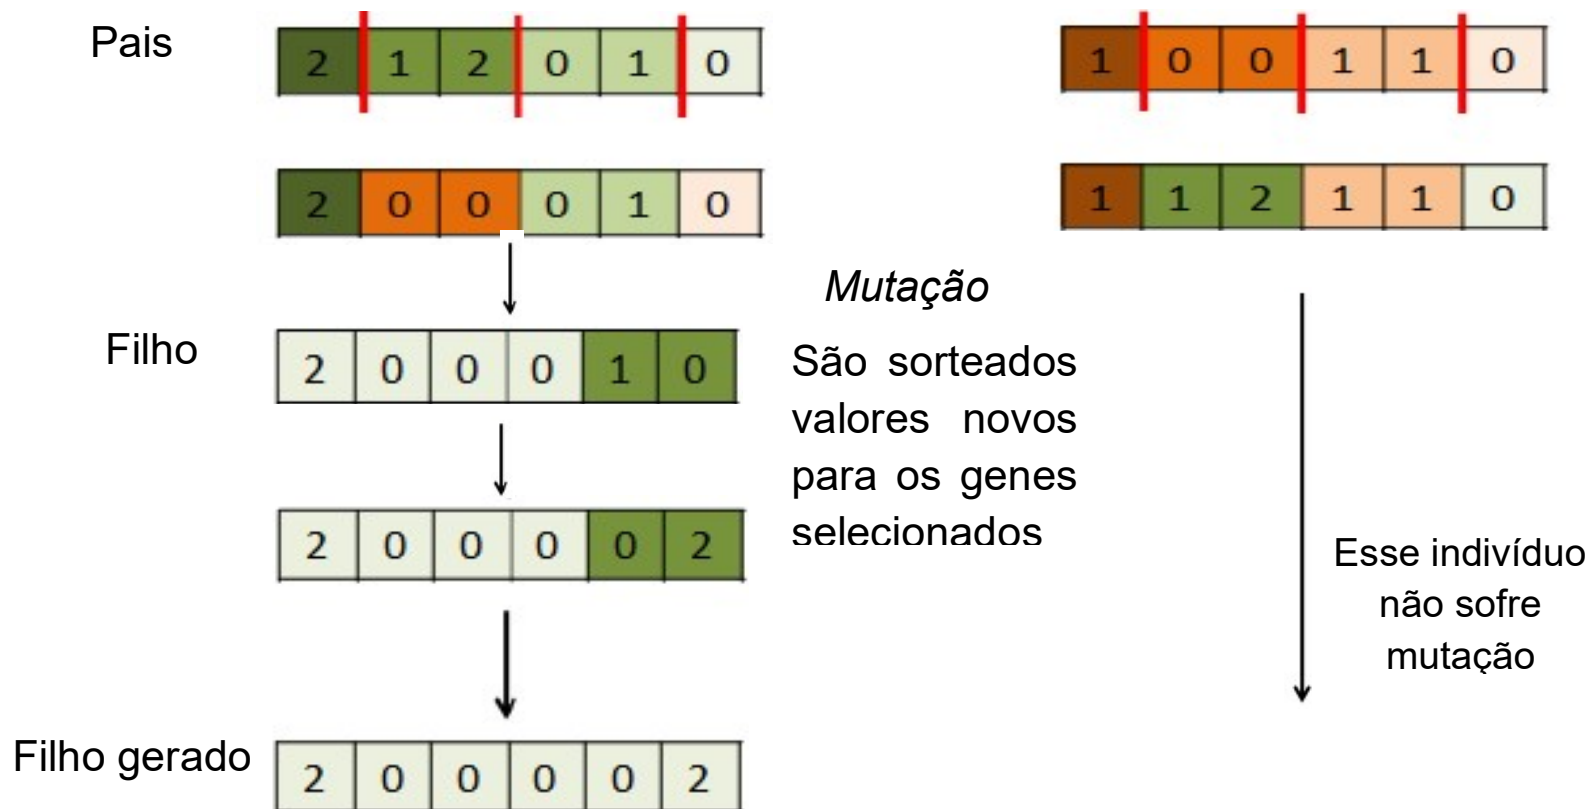 Pais
2 1 2 0 1 0
1 0 0 1 1 0
2 0 0 0 1 0
1 1 2 1 1 0
Mutação
Filho
2 0 0 0 1 0
São sorteados
valores novos
para os genes
selecionados
2 0 0 0 0 2
Esse indivíduo
não sofre
mutação
Filho gerado
2 0 0 0 0 2